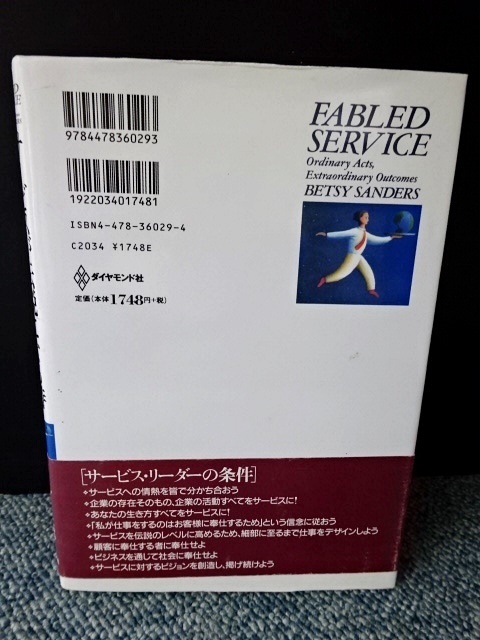 9784478360293
1922034017481
ISBN4-478-36029-4
C2034 ¥1748E
ダイヤモンド社
定価(本体1748円+税)
FABLED
SERVICE
Ordinary Acts,
Extraordinary Outcomes
BETSY SANDERS
[サービス・リーダーの条件]
サービスへの情熱を皆で分かち合おう
企業の存在そのもの、企業の活動すべてをサービスに!
あなたの生き方すべてをサービスに!
「私が仕事をするのはお客様に奉仕するため」という信念に従おう
サービスを伝説のレベルに高めるため、細部に至るまで仕事をデザインしよう
顧客に奉仕する者に奉仕せよ
ビジネスを通じて社会に奉仕せよ
サービスに対するビジョンを創造し、掲げ続けよう